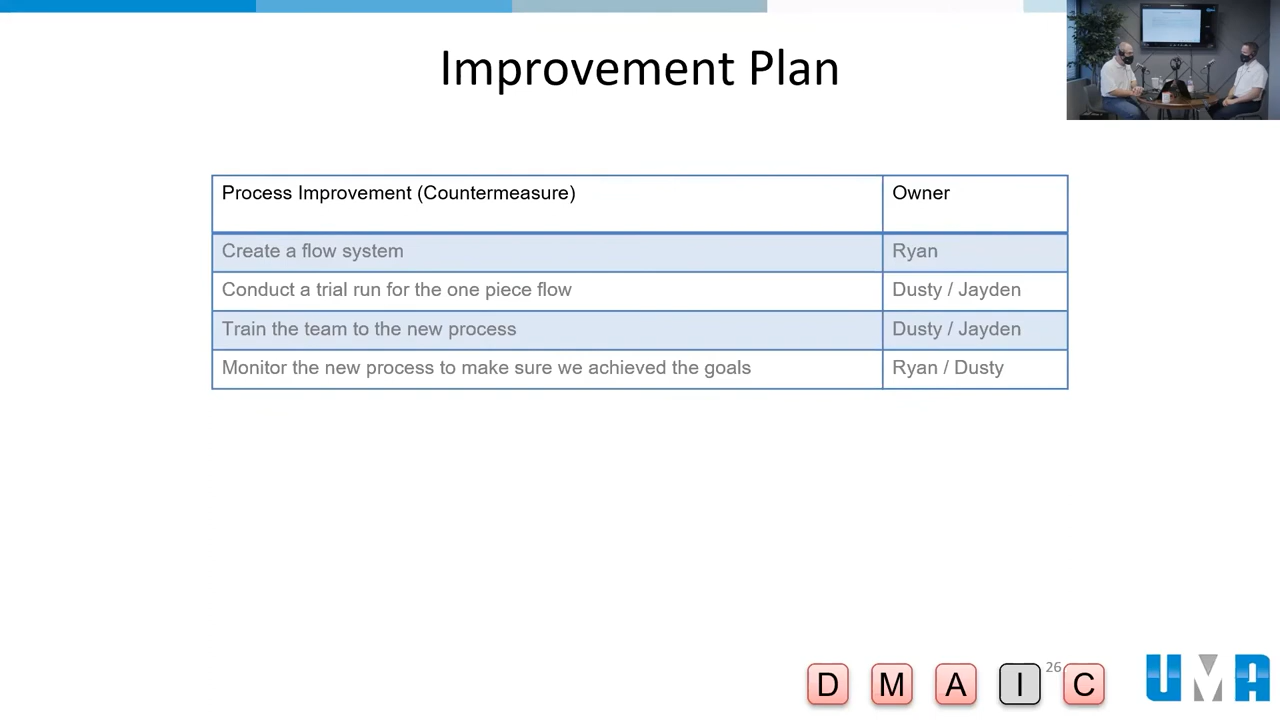 Improvement Plan
Process Improvement (Countermeasure) Owner
Create a flow system Ryan
Conduct a trial run for the one piece flow Dusty / Jayden
Train the team to the new process Dusty / Jayden
Monitor the new process to make sure we achieved the goals Ryan / Dusty
D M A I 26 C
UMA